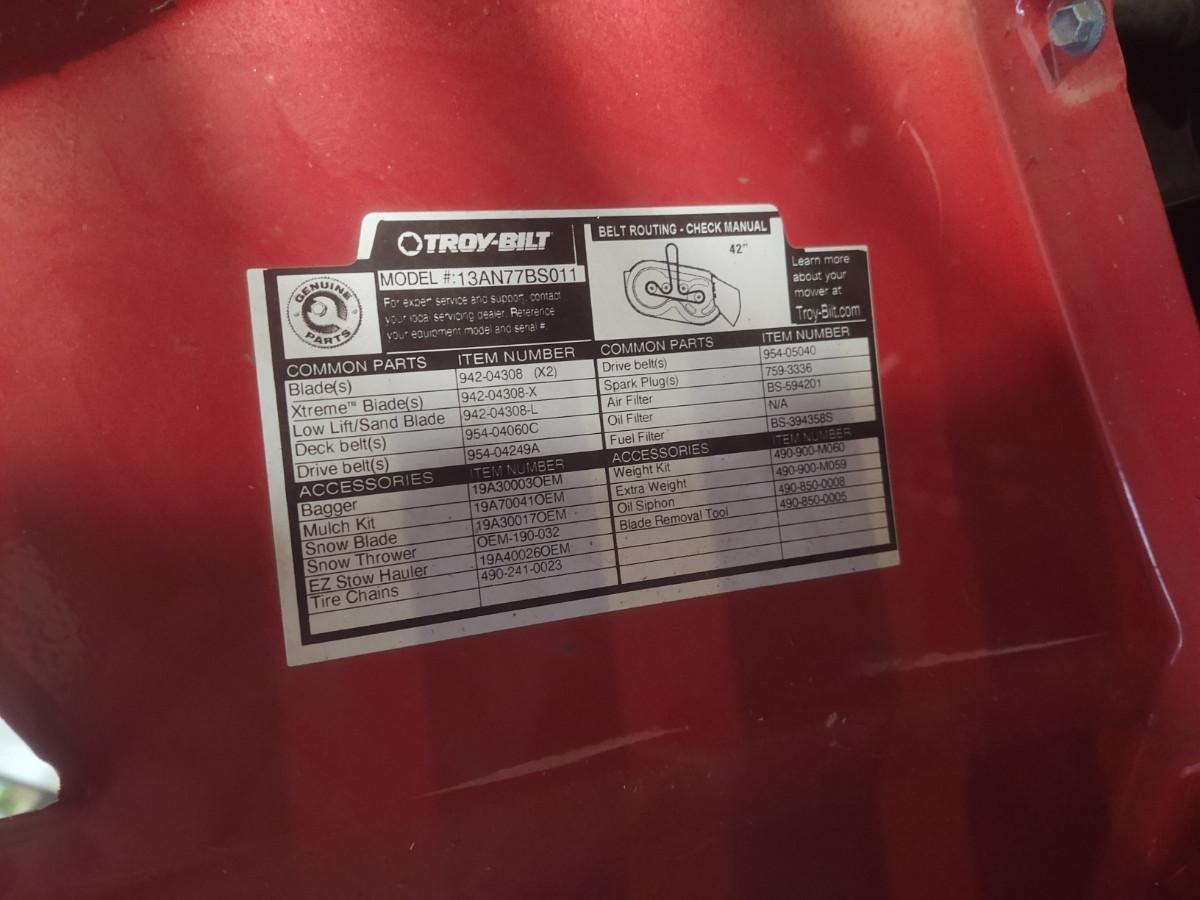 TROY-BILT
MODEL #:13AN77BS011
For expert service and support, contact
your local servicing dealer. Reference
your equipment model and serial #.
GENUINE
PARTS
BELT ROUTING - CHECK MANUAL
42"
Learn more
about your
mower at
Troy-Bilt.com
COMMON PARTS ITEM NUMBER
Blade(s) 942-04308 (X2)
Xtreme™ Blade(s) 942-04308-X
Low Lift/Sand Blade 942-04308-L
Deck belt(s) 954-04060C
Drive belt(s) 954-04249A
ACCESSORIES ITEM NUMBER
Bagger 19A30003OEM
Mulch Kit 19A70041OEM
Snow Blade 19A30017OEM
Snow Thrower OEM-190-032
EZ Stow Hauler 19A40026OEM
Tire Chains 490-241-0023
COMMON PARTS ITEM NUMBER
Drive belt(s) 954-05040
Spark Plug(s) 759-3336
Air Filter BS-594201
Oil Filter N/A
Fuel Filter BS-394358S
ACCESSORIES ITEM NUMBER
Weight Kit 490-900-M060
Extra Weight 490-900-M059
Oil Siphon 490-850-0008
Blade Removal Tool 490-850-0005